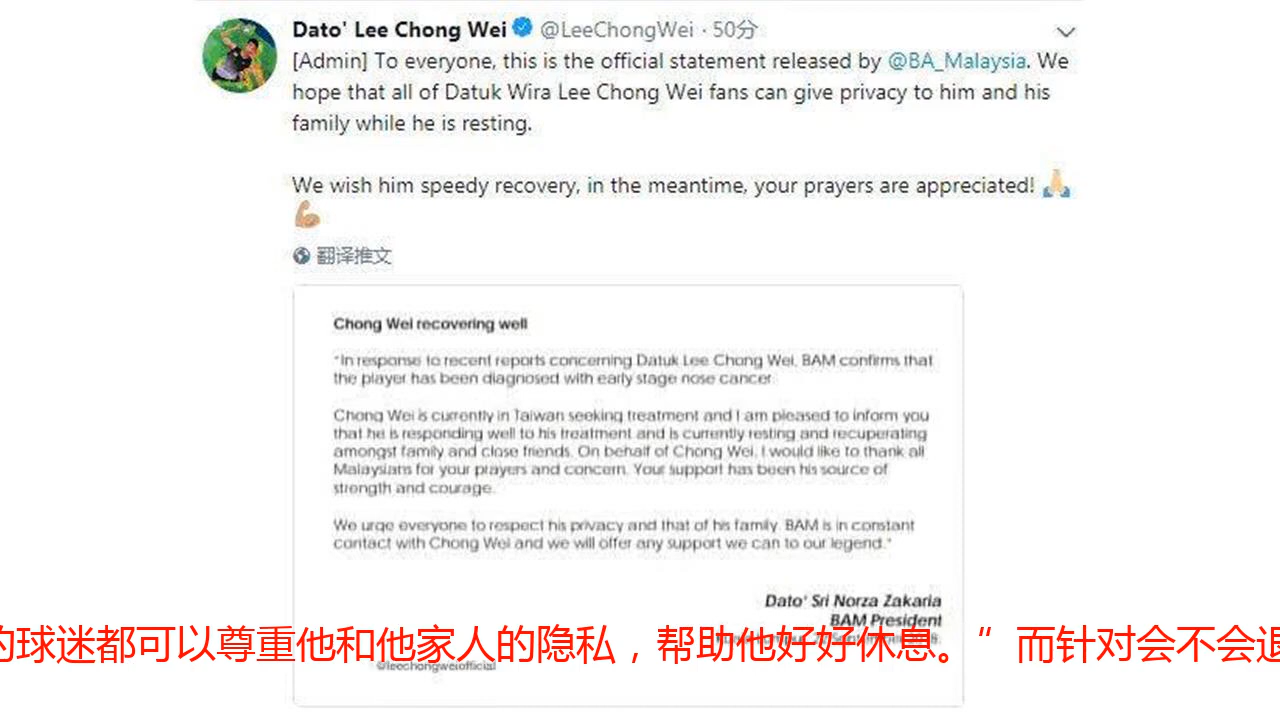 Dato' Lee Chong Wei @LeeChongWei · 50分
[Admin] To everyone, this is the official statement released by @BA_Malaysia. We
hope that all of Datuk Wira Lee Chong Wei fans can give privacy to him and his
family while he is resting.
We wish him speedy recovery, in the meantime, your prayers are appreciated! 🙏🏼
💪🏽
翻译推文
Chong Wei recovering well
"In response to recent reports concerning Datuk Lee Chong Wei, BAM confirms that
the player has been diagnosed with early stage nose cancer
Chong Wei is currently in Taiwan seeking treatment and I am pleased to inform you
that he is responding well to his treatment and is currently resting and recuperating
amongst family and close friends. On behalf of Chong Wei, I would like to thank all
Malaysians for your prayers and concern. Your support has been his source of
strength and courage.
We urge everyone to respect his privacy and that of his family. BAM is in constant
contact with Chong Wei and we will offer any support we can to our legend."
Dato' Sri Norza Zakaria
BAM President
的球迷都可以尊重他和他家人的隐私，帮助他好好休息。“ 而针对会不会退
@leechongweiofficial